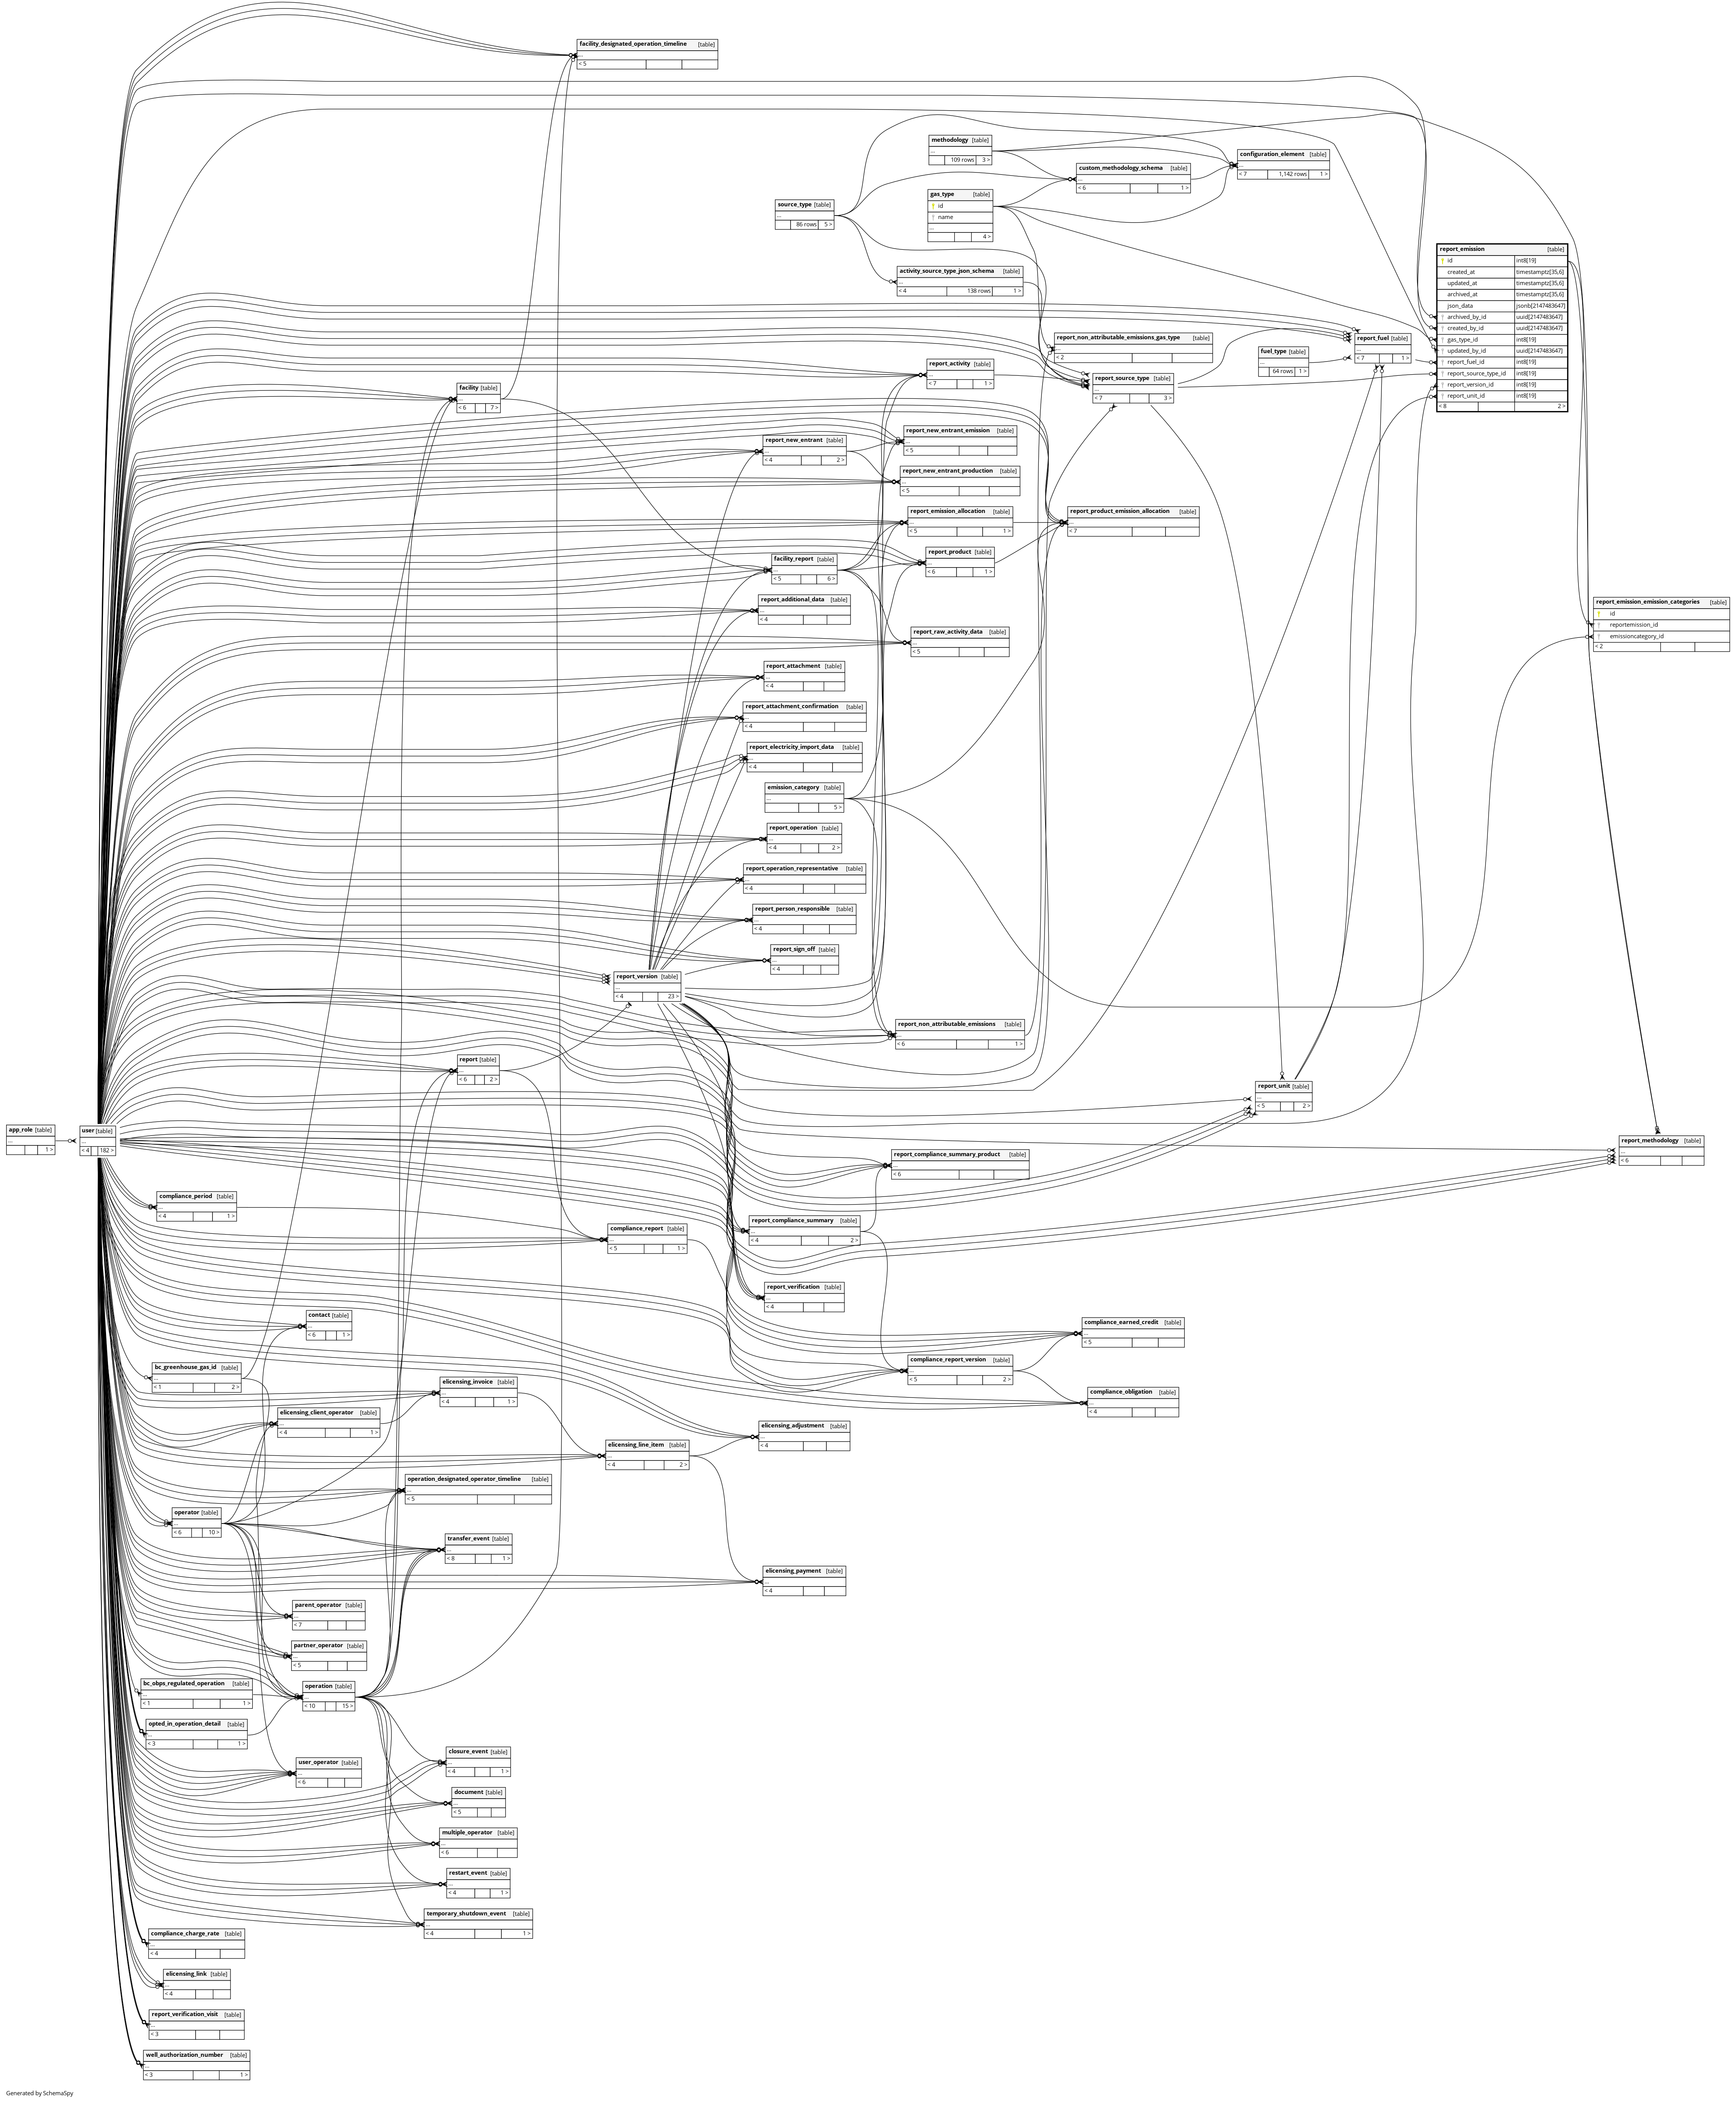 facility_designated_operation_timeline [table]
...
< 5
methodology [table]
...
109 rows 3 >
configuration_element [table]
...
< 7 1,142 rows 1 >
custom_methodology_schema [table]
...
< 6 1 >
gas_type [table]
id
name
...
4 >
source_type [table]
...
86 rows 5 >
activity_source_type_json_schema [table]
...
< 4 138 rows 1 >
report_emission [table]
id int8[19]
created_at timestamptz[35,6]
updated_at timestamptz[35,6]
archived_at timestamptz[35,6]
json_data jsonb[2147483647]
archived_by_id uuid[2147483647]
created_by_id uuid[2147483647]
gas_type_id int8[19]
updated_by_id uuid[2147483647]
report_fuel_id int8[19]
report_source_type_id int8[19]
report_version_id int8[19]
report_unit_id int8[19]
< 8 2 >
report_non_attributable_emissions_gas_type [table]
...
< 2
report_fuel [table]
...
< 7 1 >
fuel_type [table]
...
64 rows 1 >
report_activity [table]
...
< 7 1 >
report_source_type [table]
...
< 7 3 >
facility [table]
...
< 6 7 >
report_new_entrant_emission [table]
...
< 5
report_new_entrant [table]
...
< 4 2 >
report_new_entrant_production [table]
...
< 5
report_emission_allocation [table]
...
< 5 1 >
report_product_emission_allocation [table]
...
< 7
report_product [table]
...
< 6 1 >
facility_report [table]
...
< 5 6 >
report_additional_data [table]
...
< 4
report_emission_emission_categories [table]
id
reportemission_id
emissioncategory_id
< 2
report_raw_activity_data [table]
...
< 5
report_attachment [table]
...
< 4
report_attachment_confirmation [table]
...
< 4
report_electricity_import_data [table]
...
< 4
emission_category [table]
...
5 >
report_operation [table]
...
< 4 2 >
report_operation_representative [table]
...
< 4
report_person_responsible [table]
...
< 4
report_sign_off [table]
...
< 4
report_version [table]
...
< 4 23 >
report_non_attributable_emissions [table]
...
< 6 1 >
report [table]
...
< 6 2 >
report_unit [table]
...
< 5 2 >
app_role [table]
...
1 >
user [table]
...
< 4 182 >
report_methodology [table]
...
< 6
report_compliance_summary_product [table]
...
< 6
compliance_period [table]
...
< 4 1 >
report_compliance_summary [table]
...
< 4 2 >
compliance_report [table]
...
< 5 1 >
report_verification [table]
...
< 4
contact [table]
...
< 6 1 >
compliance_earned_credit [table]
...
< 5
compliance_report_version [table]
...
< 5 2 >
bc_greenhouse_gas_id [table]
...
< 1 2 >
elicensing_invoice [table]
...
< 4 1 >
compliance_obligation [table]
...
< 4
elicensing_client_operator [table]
...
< 4 1 >
elicensing_adjustment [table]
...
< 4
elicensing_line_item [table]
...
< 4 2 >
operation_designated_operator_timeline [table]
...
< 5
operator [table]
...
< 6 10 >
transfer_event [table]
...
< 8 1 >
elicensing_payment [table]
...
< 4
parent_operator [table]
...
< 7
partner_operator [table]
...
< 5
bc_obps_regulated_operation [table]
...
< 1 1 >
operation [table]
...
< 10 15 >
opted_in_operation_detail [table]
...
< 3 1 >
user_operator [table]
...
< 6
closure_event [table]
...
< 4 1 >
document [table]
...
< 5
multiple_operator [table]
...
< 6
restart_event [table]
...
< 4 1 >
temporary_shutdown_event [table]
...
< 4 1 >
compliance_charge_rate [table]
...
< 4
elicensing_link [table]
...
< 4
report_verification_visit [table]
...
< 3
well_authorization_number [table]
...
< 3 1 >
Generated by SchemaSpy